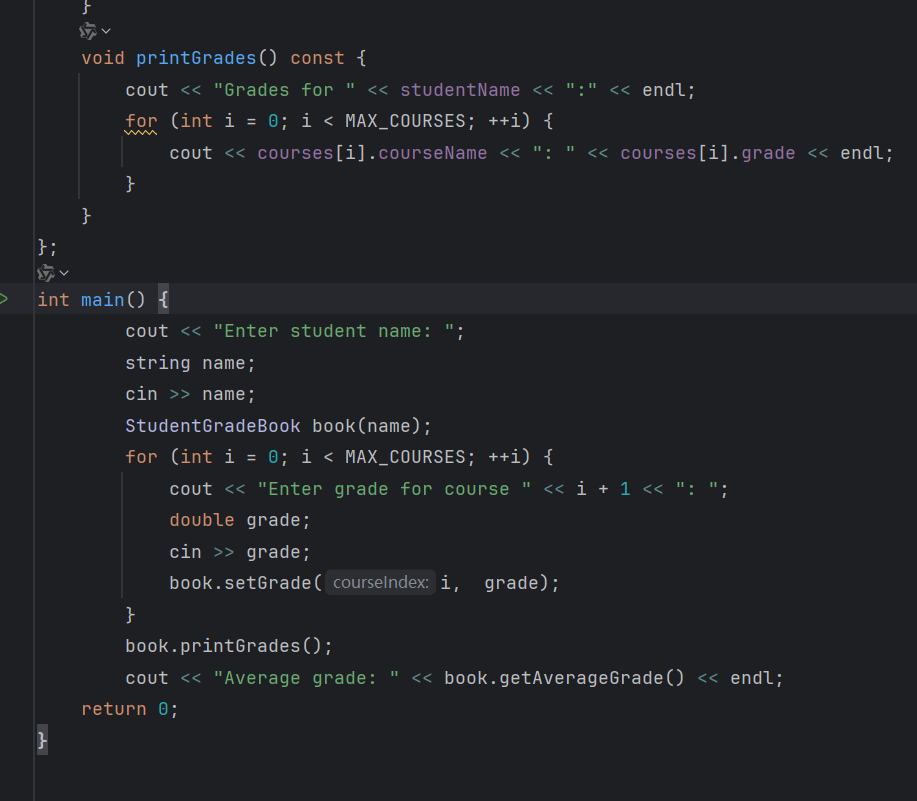 }
void printGrades() const {
cout << "Grades for " << studentName << ":" << endl;
for (int i = 0; i < MAX_COURSES; ++i) {
cout << courses[i].courseName << ": " << courses[i].grade << endl;
}
}
};
int main() {
cout << "Enter student name: ";
string name;
cin >> name;
StudentGradeBook book(name);
for (int i = 0; i < MAX_COURSES; ++i) {
cout << "Enter grade for course " << i + 1 << ": ";
double grade;
cin >> grade;
book.setGrade( courseIndex: i, grade);
}
book.printGrades();
cout << "Average grade: " << book.getAverageGrade() << endl;
return 0;
}